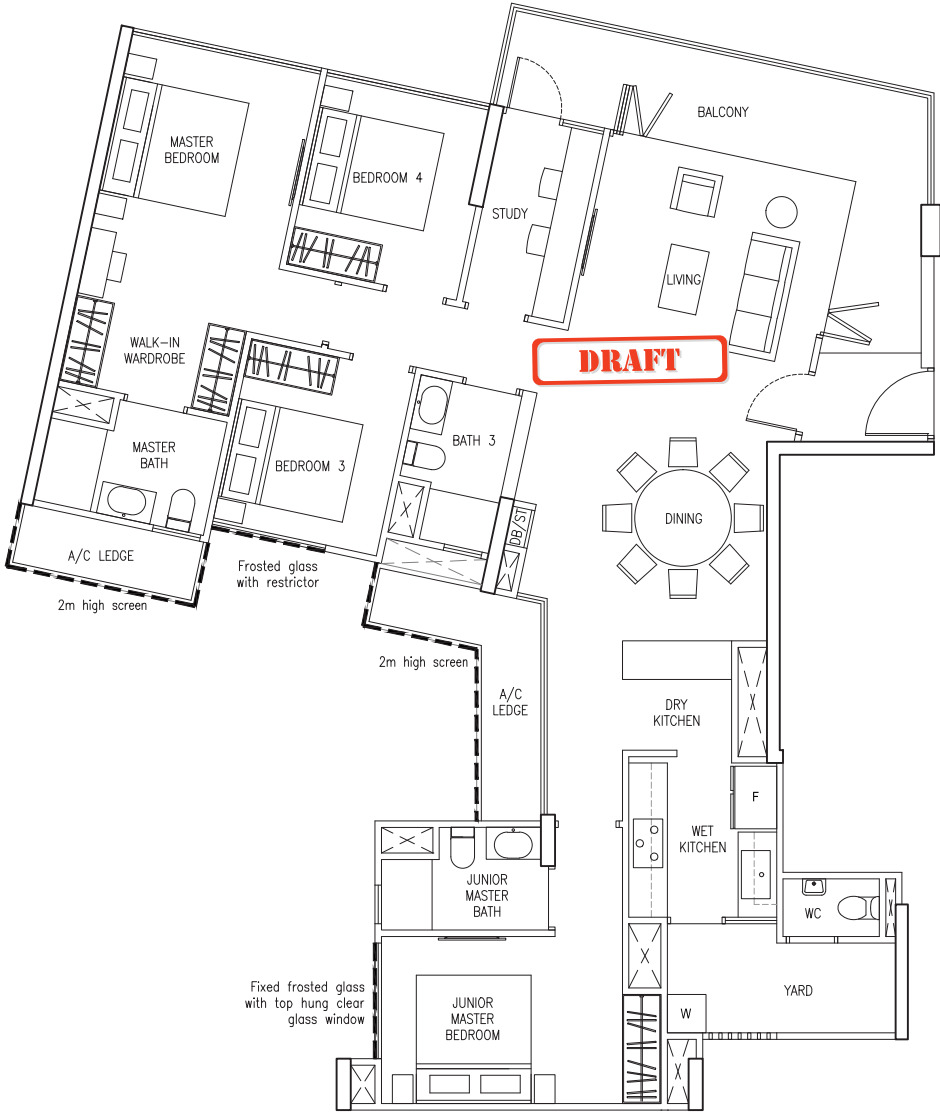 BALCONY
MASTER
BEDROOM
BEDROOM 4
STUDY
LIVING
WALK-IN
WARDROBE
DRAFT
MASTER
BATH
BEDROOM 3
BATH 3
DINING
DB/ST
A/C LEDGE
Frosted glass
with restrictor
2m high screen
2m high screen
A/C
LEDGE
DRY
KITCHEN
F
WET
KITCHEN
JUNIOR
MASTER
BATH
WC
Fixed frosted glass
with top hung clear
glass window
JUNIOR
MASTER
BEDROOM
YARD
W